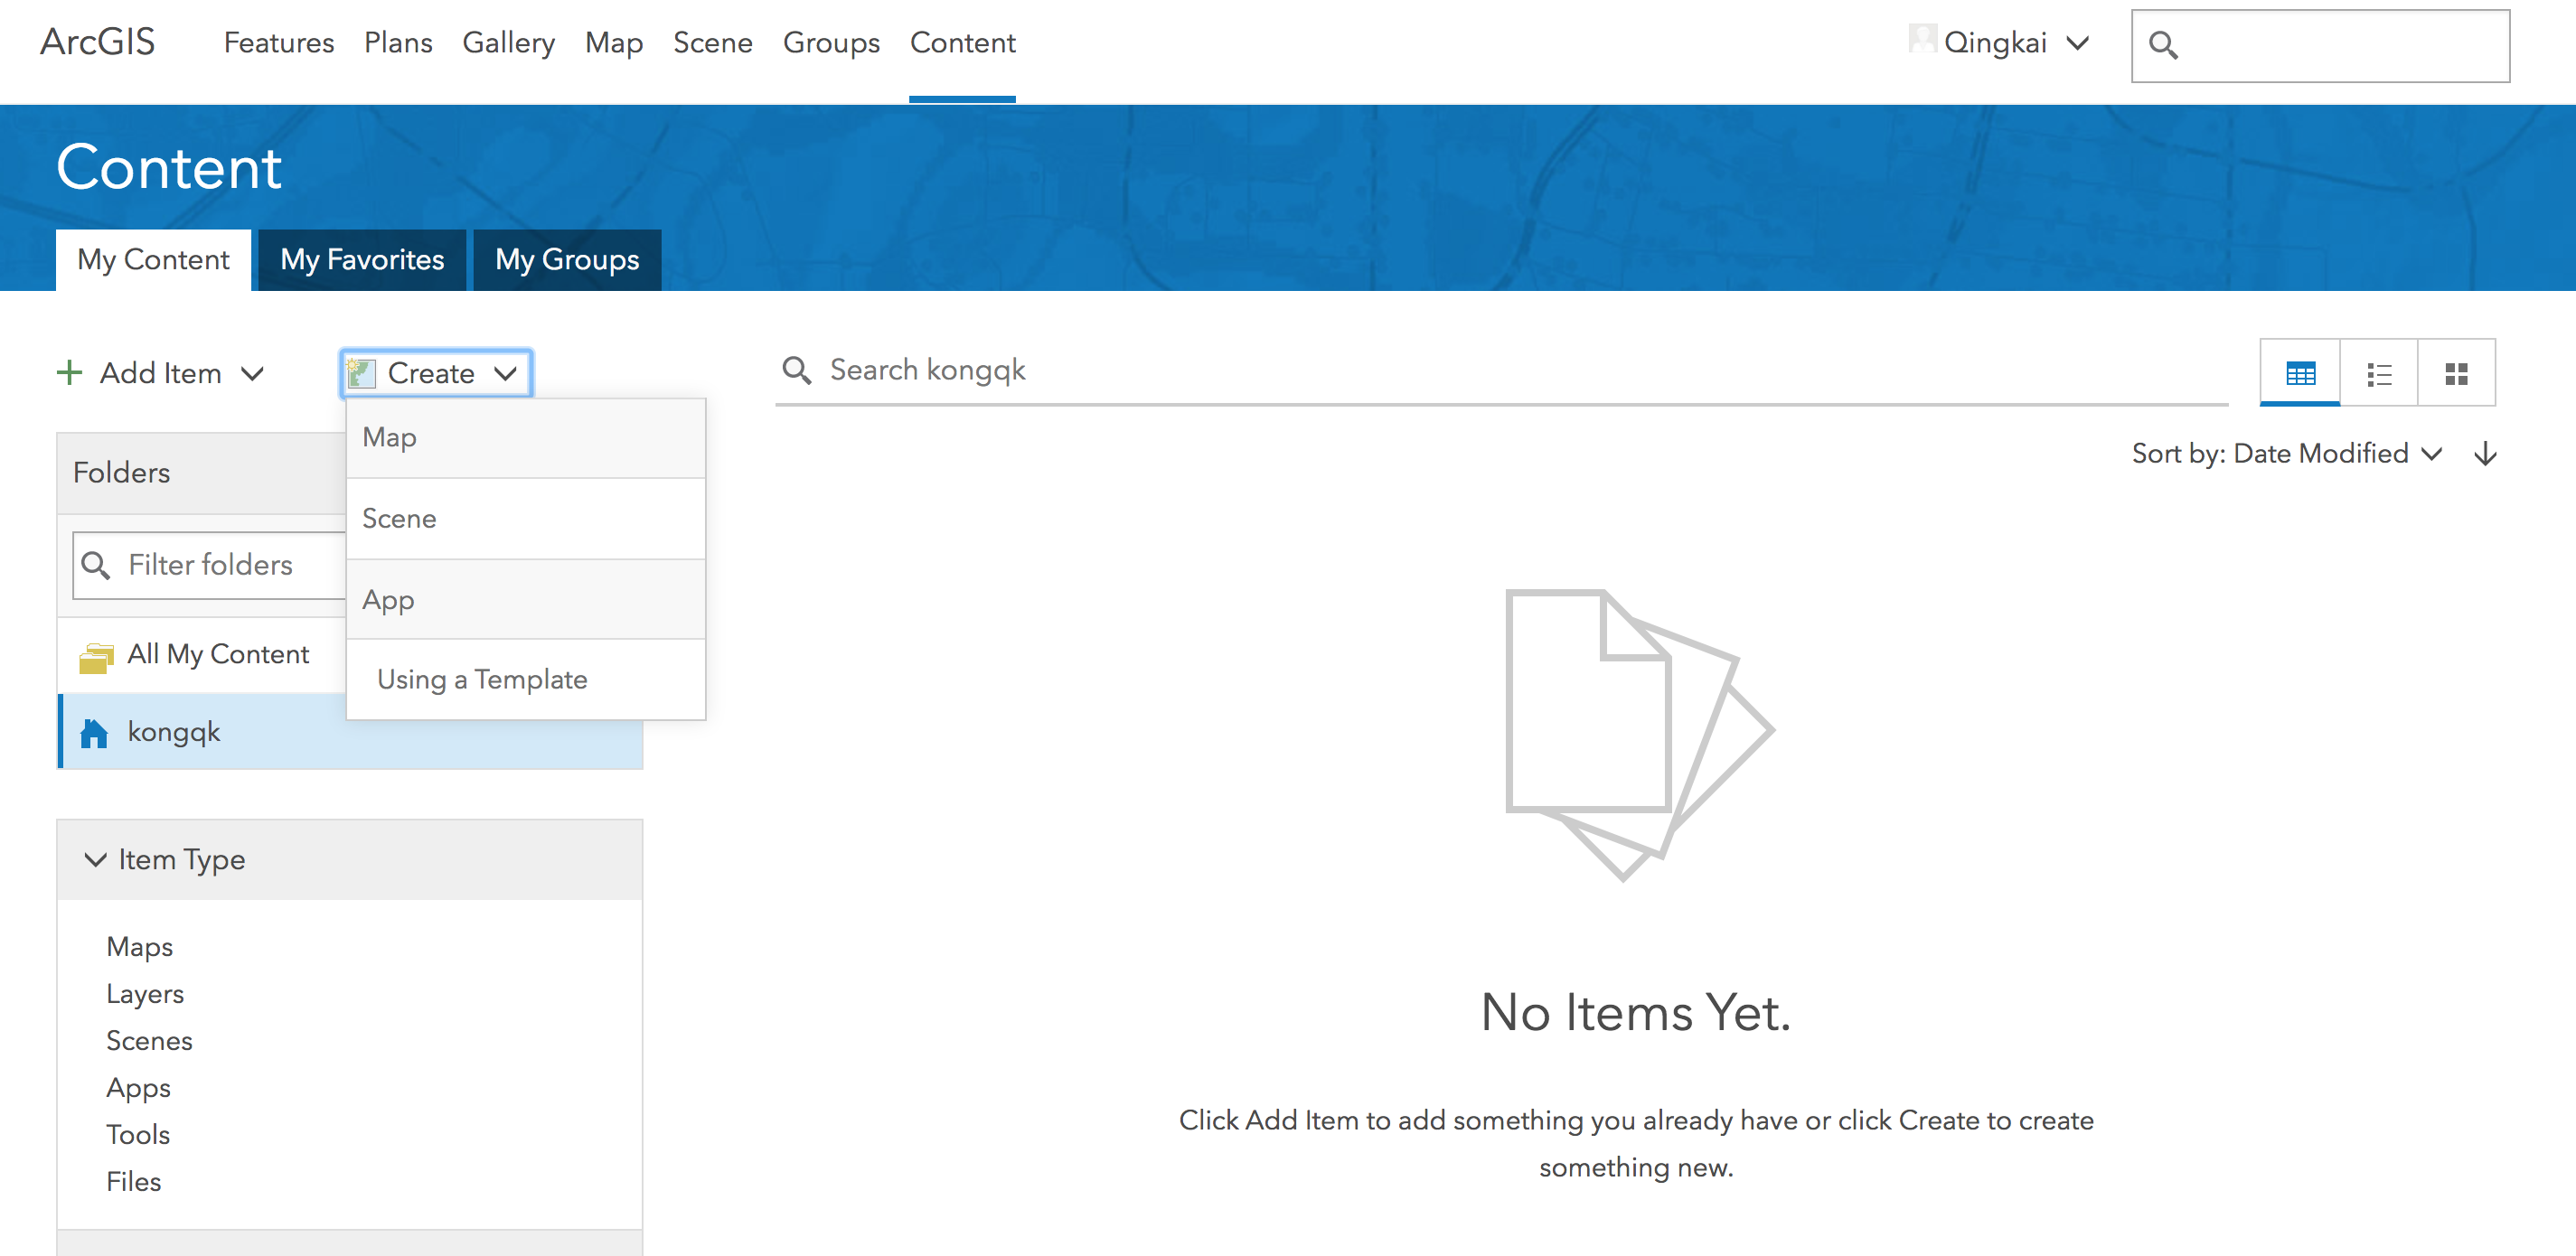 ArcGIS Features Plans Gallery Map Scene Groups Content Qingkai
Content
My Content My Favorites My Groups
Add Item Create Search kongqk
Map
Sort by: Date Modified
Folders
Scene
Filter folders
App
All My Content
Using a Template
kongqk
Item Type
Maps
Layers
Scenes
Apps
Tools
Files
No Items Yet.
Click Add Item to add something you already have or click Create to create
something new.